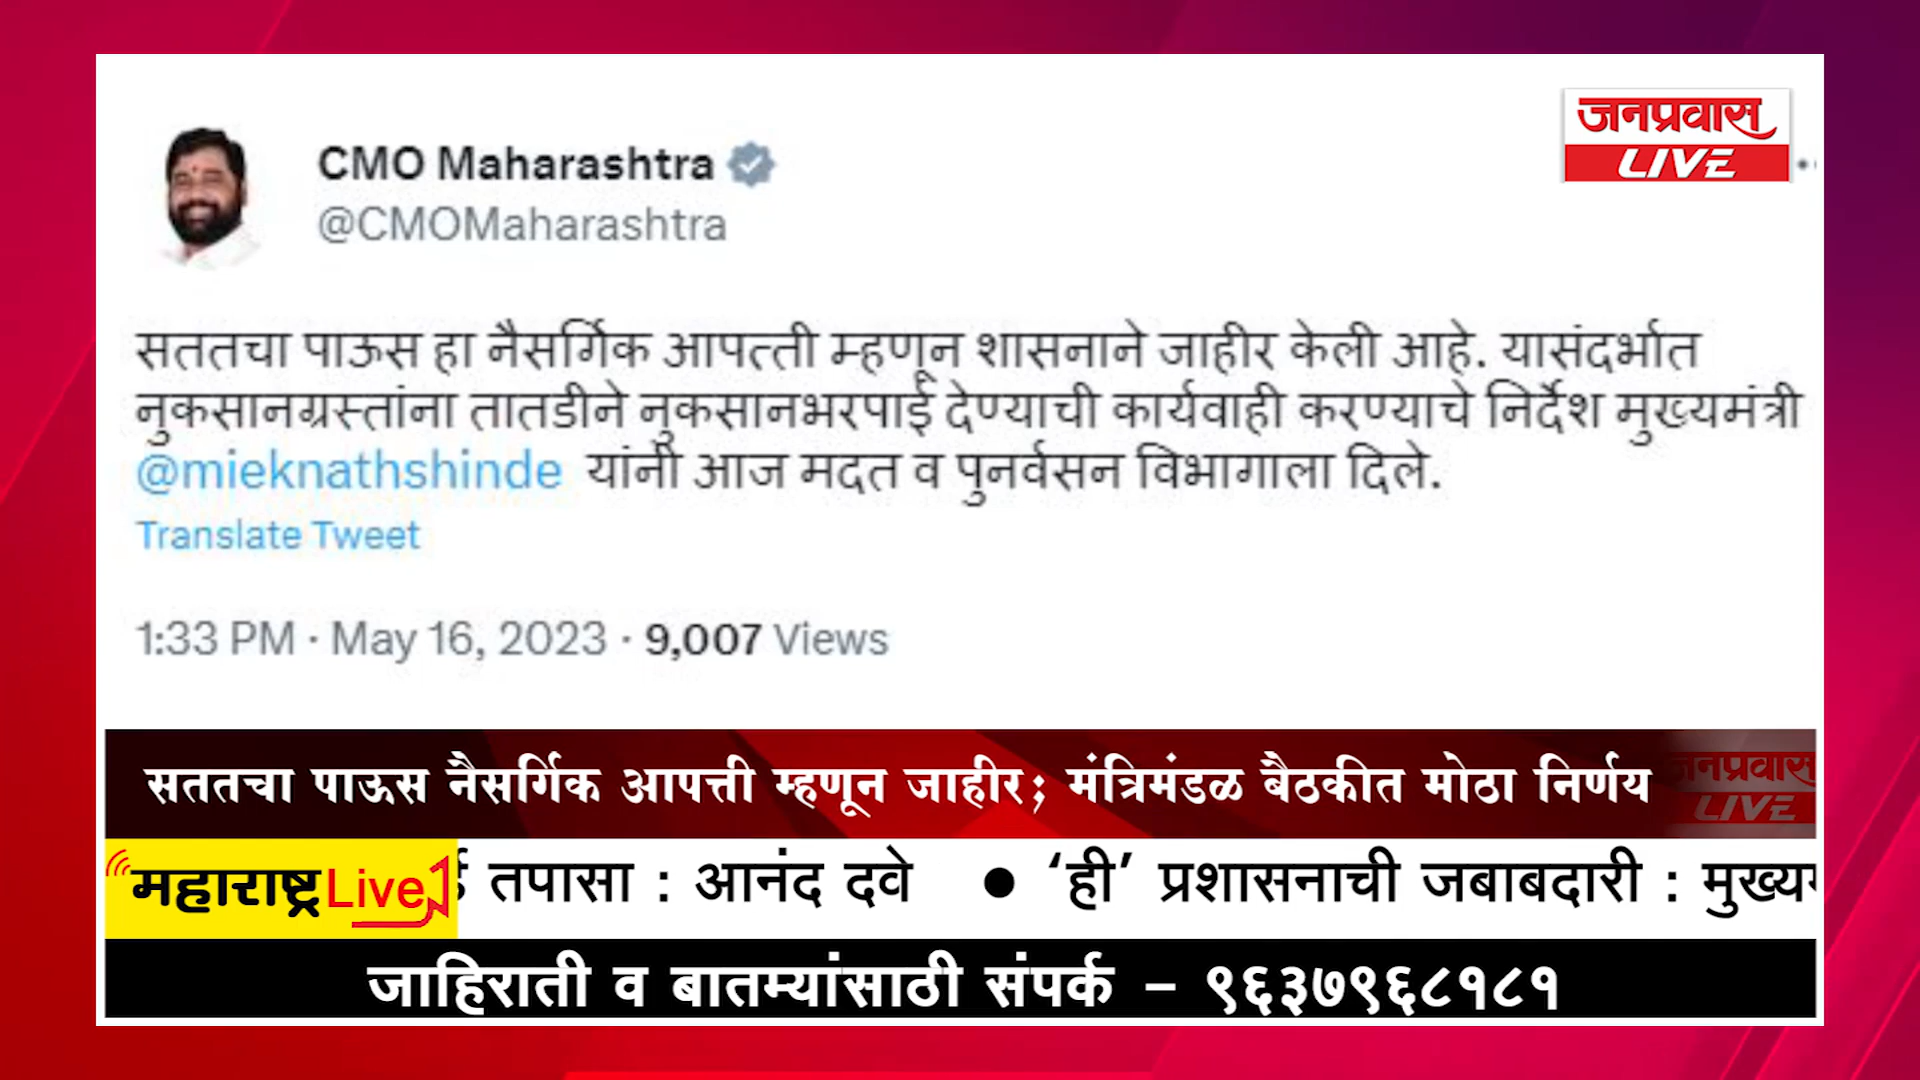 जनप्रवास
LIVE
CMO Maharashtra
@CMOMaharashtra
सततचा पाऊस हा नैसर्गिक आपत्ती म्हणून शासनाने जाहीर केली आहे. यासंदर्भात
नुकसानग्रस्तांना तातडीने नुकसानभरपाई देण्याची कार्यवाही करण्याचे निर्देश मुख्यमंत्री
@mieknathshinde यांनी आज मदत व पुनर्वसन विभागाला दिले.
Translate Tweet
1:33 PM · May 16, 2023 · 9,007 Views
सततचा पाऊस नैसर्गिक आपत्ती म्हणून जाहीर; मंत्रिमंडळ बैठकीत मोठा निर्णय
जनप्रवास
LIVE
महाराष्ट्र Live1 तपासा : आनंद दवे ● ‘ही’ प्रशासनाची जबाबदारी :
जाहिराती व बातम्यांसाठी संपर्क – ९६३७९६८१८१